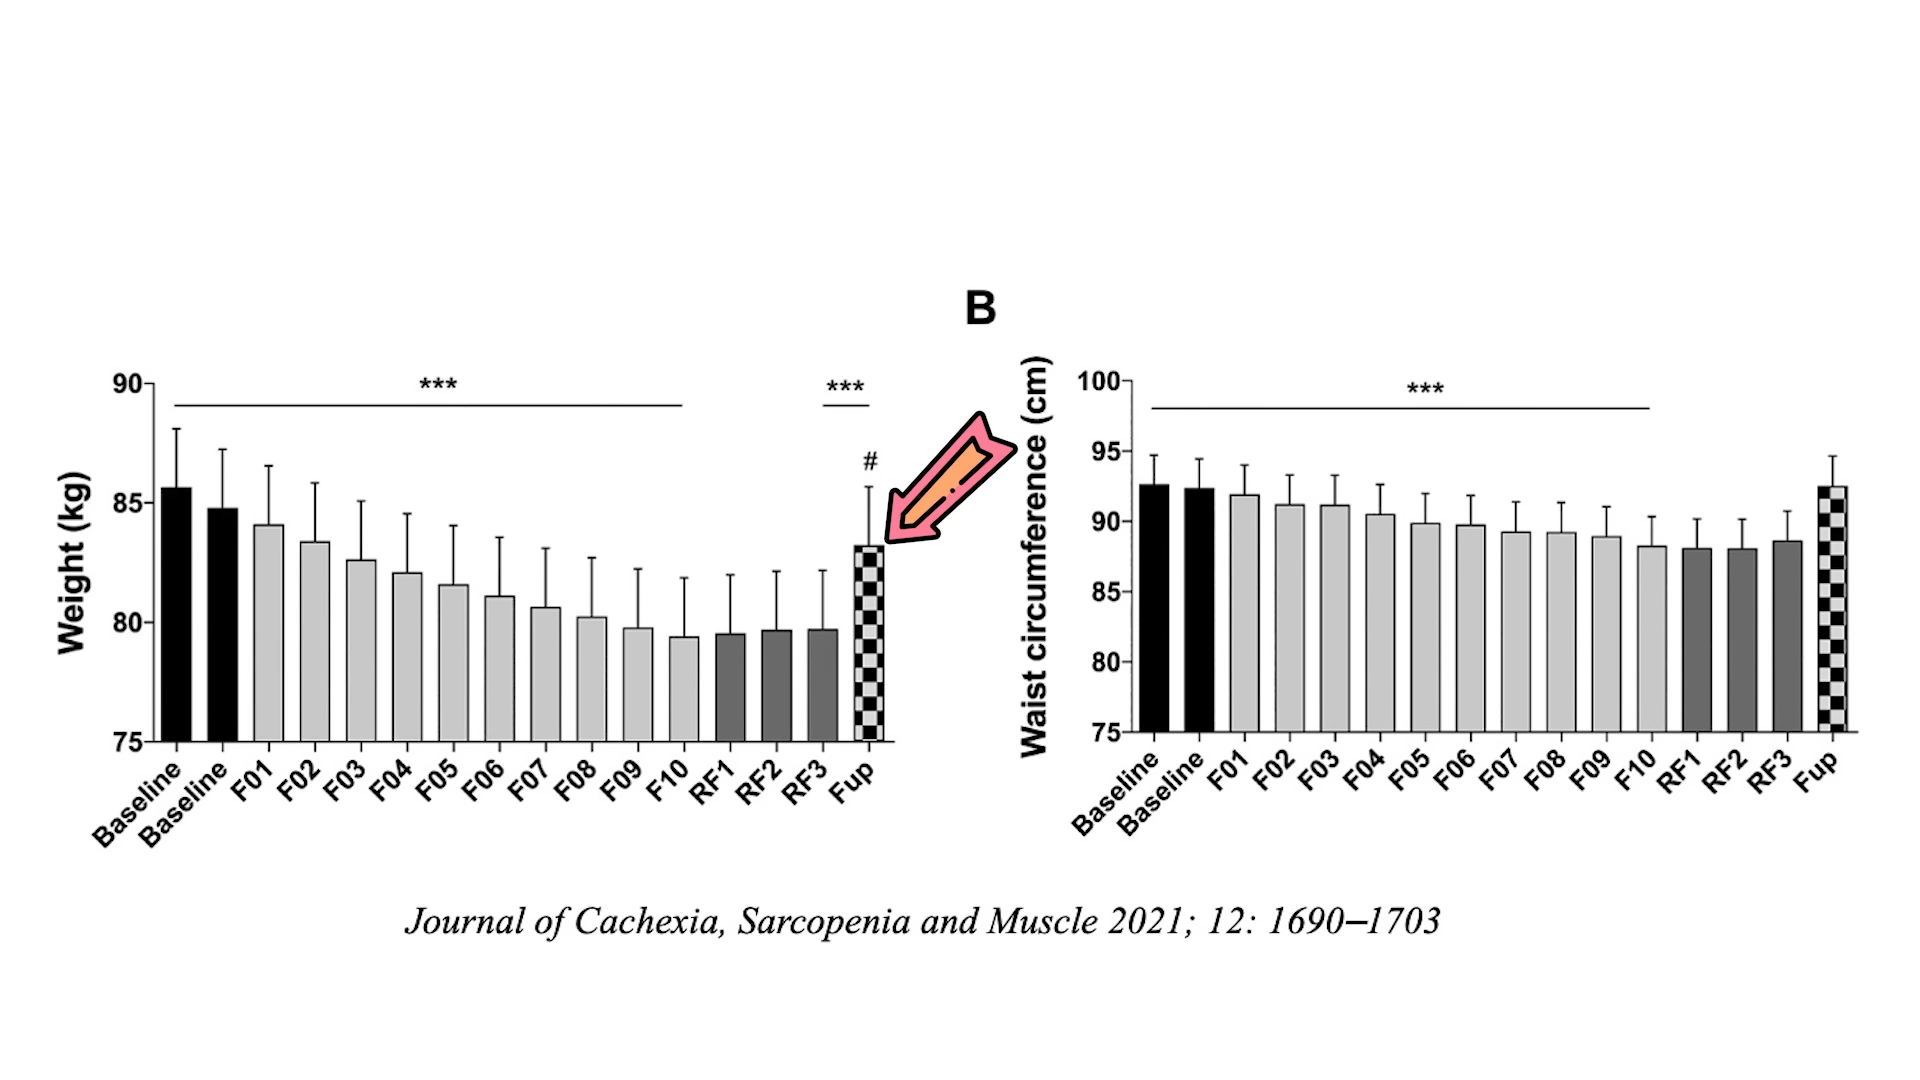 B
Weight (kg)
90
85
80
75
***
***
#
Baseline
Baseline
F01
F02
F03
F04
F05
F06
F07
F08
F09
F10
RF1
RF2
RF3
Fup
Waist circumference (cm)
100
95
90
85
80
75
***
Baseline
Baseline
F01
F02
F03
F04
F05
F06
F07
F08
F09
F10
RF1
RF2
RF3
Fup
Journal of Cachexia, Sarcopenia and Muscle 2021; 12: 1690–1703